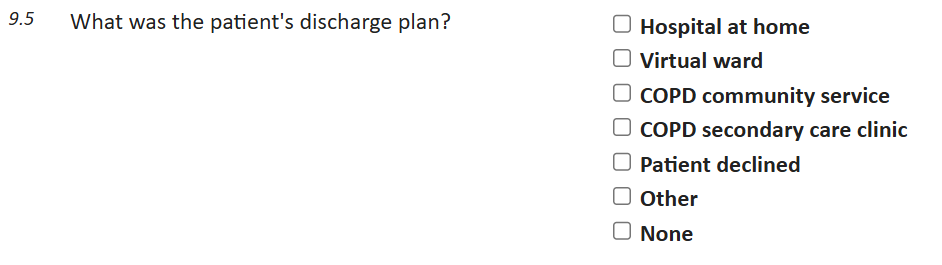 9.5 What was the patient's discharge plan?
Hospital at home
Virtual ward
COPD community service
COPD secondary care clinic
Patient declined
Other
None